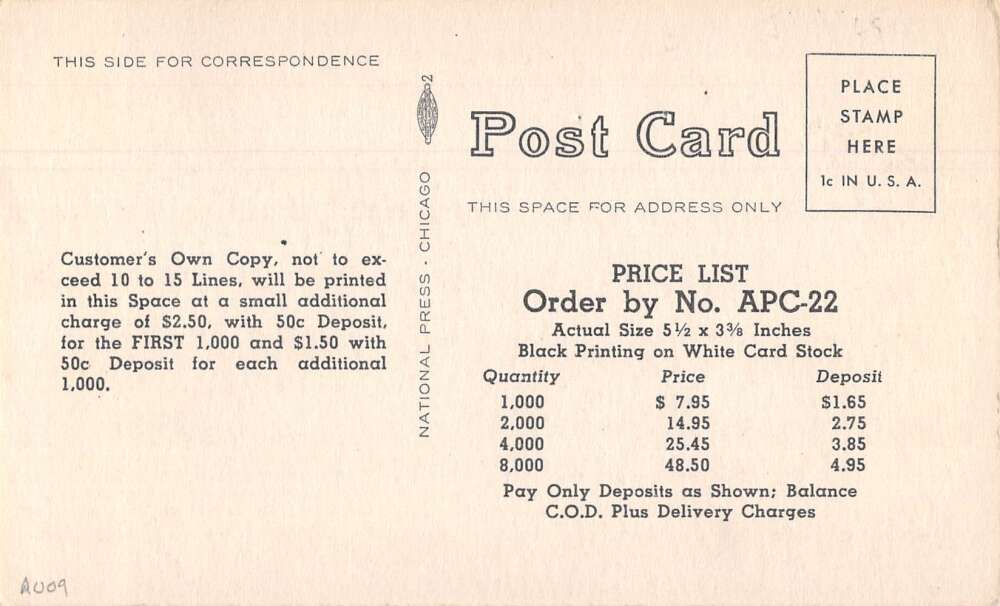 THIS SIDE FOR CORRESPONDENCE
Customer's Own Copy, not to ex-
ceed 10 to 15 Lines, will be printed
in this Space at a small additional
charge of $2.50, with 50c Deposit,
for the FIRST 1,000 and $1.50 with
50c Deposit for each additional
1,000.
AU09
2
NATIONAL PRESS - CHICAGO
Post Card
THIS SPACE FOR ADDRESS ONLY
PLACE
STAMP
HERE
1c IN U. S. A.
PRICE LIST
Order by No. APC-22
Actual Size 5½ x 3⅜ Inches
Black Printing on White Card Stock
Quantity Price Deposit
1,000 $ 7.95 $1.65
2,000 14.95 2.75
4,000 25.45 3.85
8,000 48.50 4.95
Pay Only Deposits as Shown; Balance
C.O.D. Plus Delivery Charges